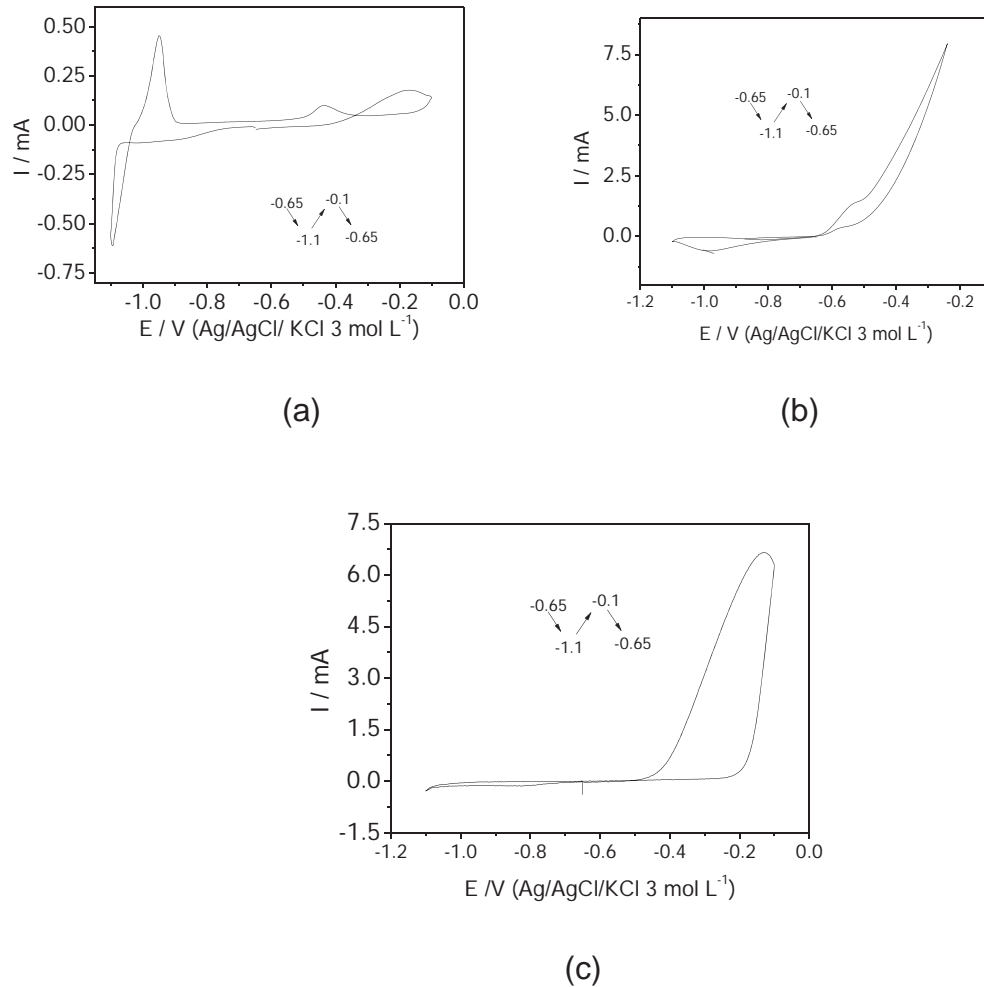 0.50
0.25
0.00
-0.25
-0.50
-0.75
I / mA
-0.65 -0.1
-1.1 -0.65
-1.0 -0.8 -0.6 -0.4 -0.2 0.0
E / V (Ag/AgCl/ KCl 3 mol L⁻¹)
(a)
7.5
5.0
2.5
0.0
I / mA
-0.65 -0.1
-1.1 -0.65
-1.2 -1.0 -0.8 -0.6 -0.4 -0.2
E / V (Ag/AgCl/KCl 3 mol L⁻¹)
(b)
7.5
6.0
4.5
3.0
1.5
0.0
-1.5
I / mA
-0.65 -0.1
-1.1 -0.65
-1.2 -1.0 -0.8 -0.6 -0.4 -0.2 0.0
E /V (Ag/AgCl/KCl 3 mol L⁻¹)
(c)